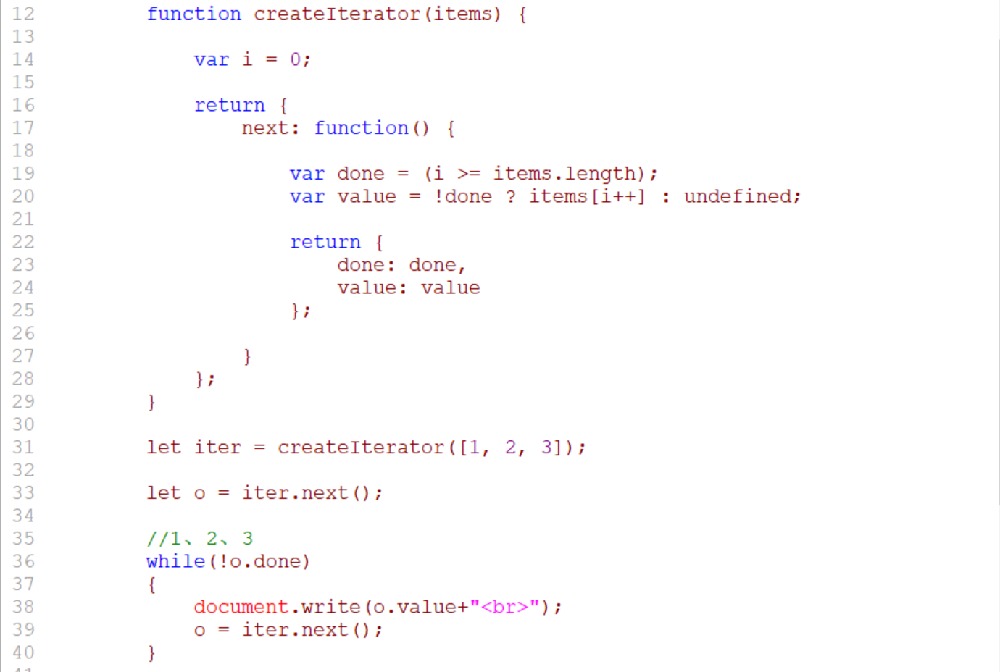 12 function createIterator(items) {
13
14 var i = 0;
15
16 return {
17 next: function() {
18
19 var done = (i >= items.length);
20 var value = !done ? items[i++] : undefined;
21
22 return {
23 done: done,
24 value: value
25 };
26
27 }
28 };
29 }
30
31 let iter = createIterator([1, 2, 3]);
32
33 let o = iter.next();
34
35 //1、2、3
36 while(!o.done)
37 {
38 document.write(o.value+"<br>");
39 o = iter.next();
40 }